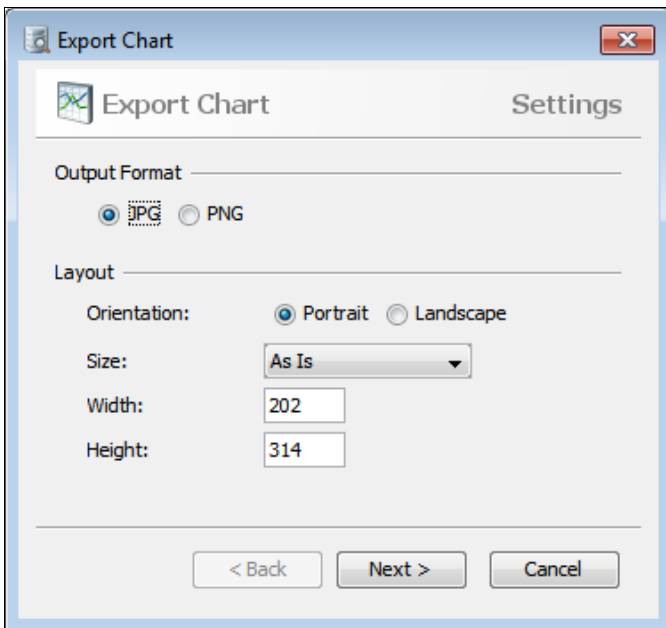 Export Chart
Export Chart Settings
Output Format
JPG PNG
Layout
Orientation: Portrait Landscape
Size: As Is
Width: 202
Height: 314
< Back Next > Cancel